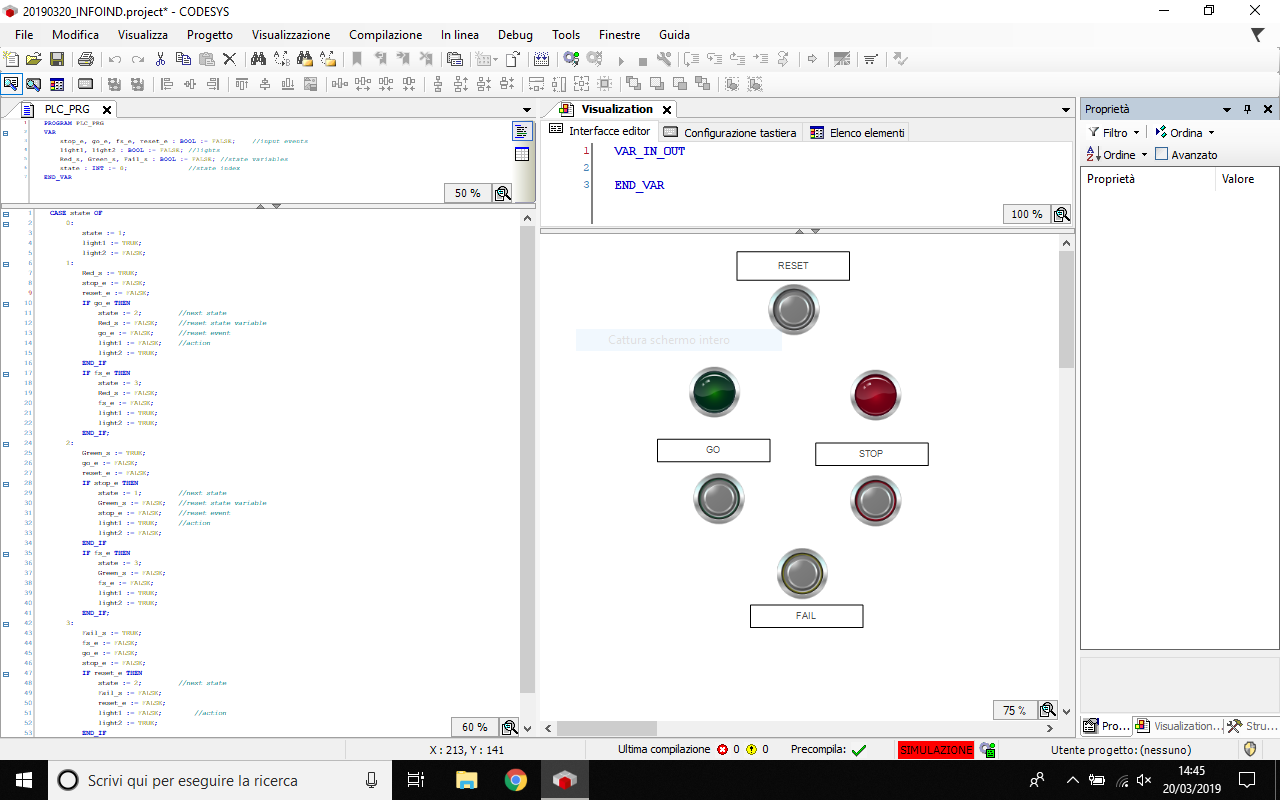 20190320_INFOIND.project* - CODESYS
File Modifica Visualizza Progetto Visualizzazione Compilazione In linea Debug Tools Finestre Guida
PLC_PRG
1 PROGRAM PLC_PRG
2 VAR
3 stop_e, go_e, fs_e, reset_e : BOOL := FALSE; //input events
4 light1, light2 : BOOL := FALSE; //lights
5 Red_s, Green_s, Fail_s : BOOL := FALSE; //state variables
6 state : INT := 0; //state index
7 END_VAR
50 %
1 CASE state OF
2 0:
3 state := 1;
4 light1 := TRUE;
5 light2 := FALSE;
6 1:
7 Red_s := TRUE;
8 stop_e := FALSE;
9 reset_e := FALSE;
10 IF go_e THEN
11 state := 2; //next state
12 Red_s := FALSE; //reset state variable
13 go_e := FALSE; //reset event
14 light1 := FALSE; //action
15 light2 := TRUE;
16 END_IF
17 IF fs_e THEN
18 state := 3;
19 Red_s := FALSE;
20 fs_e := FALSE;
21 light1 := TRUE;
22 light2 := TRUE;
23 END_IF;
24 2:
25 Green_s := TRUE;
26 go_e := FALSE;
27 reset_e := FALSE;
28 IF stop_e THEN
29 state := 1; //next state
30 Green_s := FALSE; //reset state variable
31 stop_e := FALSE; //reset event
32 light1 := TRUE; //action
33 light2 := FALSE;
34 END_IF
35 IF fs_e THEN
36 state := 3;
37 Green_s := FALSE;
38 fs_e := FALSE;
39 light1 := TRUE;
40 light2 := TRUE;
41 END_IF;
42 3:
43 Fail_s := TRUE;
44 fs_e := FALSE;
45 go_e := FALSE;
46 stop_e := FALSE;
47 IF reset_e THEN
48 state := 2; //next state
49 Fail_s := FALSE;
50 reset_e := FALSE;
51 light1 := FALSE; //action
52 light2 := TRUE;
53 END_IF
60 %
Visualization
Interfacce editor Configurazione tastiera Elenco elementi
1 VAR_IN_OUT
2
3 END_VAR
100 %
RESET
Cattura schermo intero
GO
STOP
FAIL
75 %
Proprietà
Filtro Ordina
Ordine Avanzato
Proprietà Valore
Pro... Visualization... Stru...
X : 213, Y : 141 Ultima compilazione 0 0 Precompila: SIMULAZIONE Utente progetto: (nessuno)
Scrivi qui per eseguire la ricerca
14:45
20/03/2019